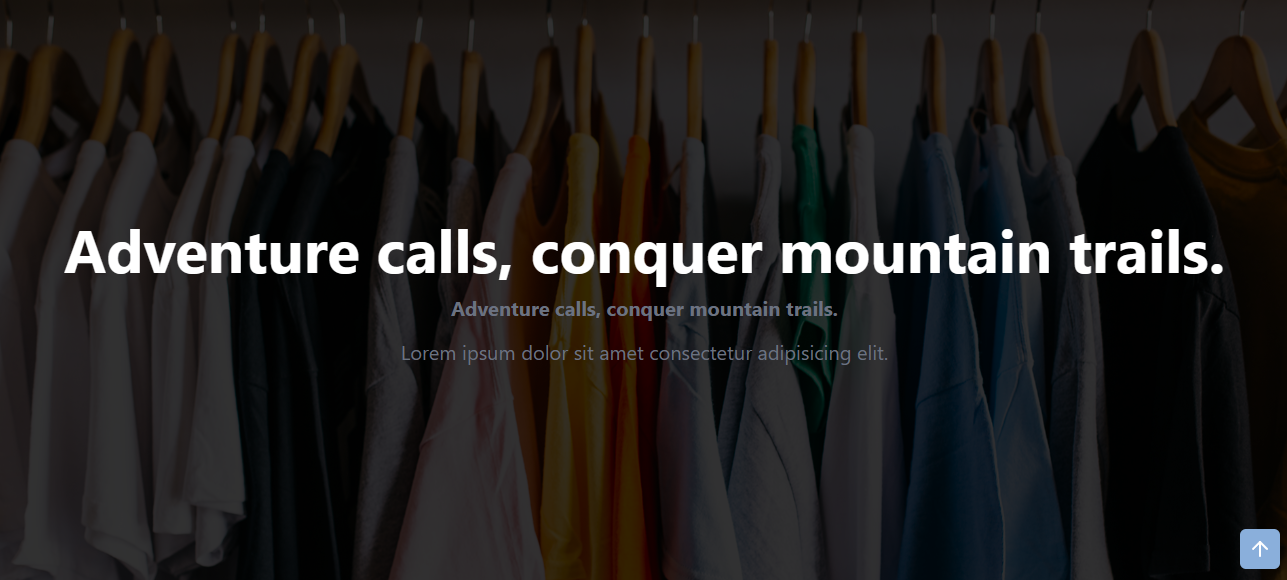 Adventure calls, conquer mountain trails.
Adventure calls, conquer mountain trails.
Lorem ipsum dolor sit amet consectetur adipisicing elit.